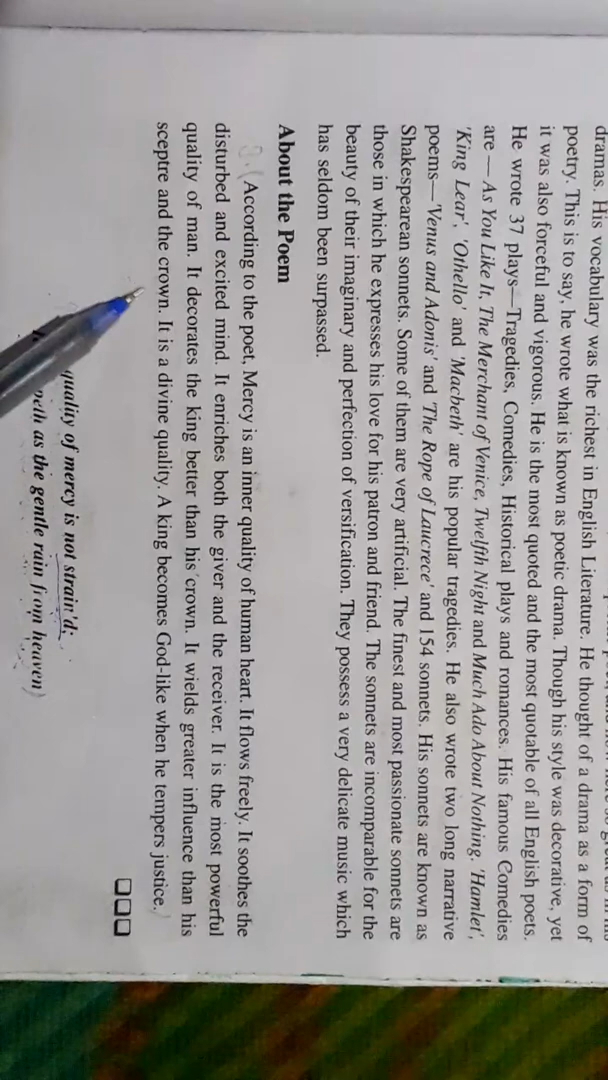 dramas. His vocabulary was the richest in English Literature. He thought of a drama as a form of
poetry. This is to say, he wrote what is known as poetic drama. Though his style was decorative, yet
it was also forceful and vigorous. He is the most quoted and the most quotable of all English poets.
He wrote 37 plays—Tragedies, Comedies, Historical plays and romances. His famous Comedies
are — As You Like It, The Merchant of Venice, Twelfth Night and Much Ado About Nothing. 'Hamlet',
'King Lear', 'Othello' and 'Macbeth' are his popular tragedies. He also wrote two long narrative
poems—'Venus and Adonis' and 'The Rope of Laucrece' and 154 sonnets. His sonnets are known as
Shakespearean sonnets. Some of them are very artificial. The finest and most passionate sonnets are
those in which he expresses his love for his patron and friend. The sonnets are incomparable for the
beauty of their imaginary and perfection of versification. They possess a very delicate music which
has seldom been surpassed.
About the Poem
According to the poet, Mercy is an inner quality of human heart. It flows freely. It soothes the
disturbed and excited mind. It enriches both the giver and the receiver. It is the most powerful
quality of man. It decorates the king better than his crown. It wields greater influence than his
sceptre and the crown. It is a divine quality. A king becomes God-like when he tempers justice.
quality of mercy is not strain'd;
as the gentle rain from heaven